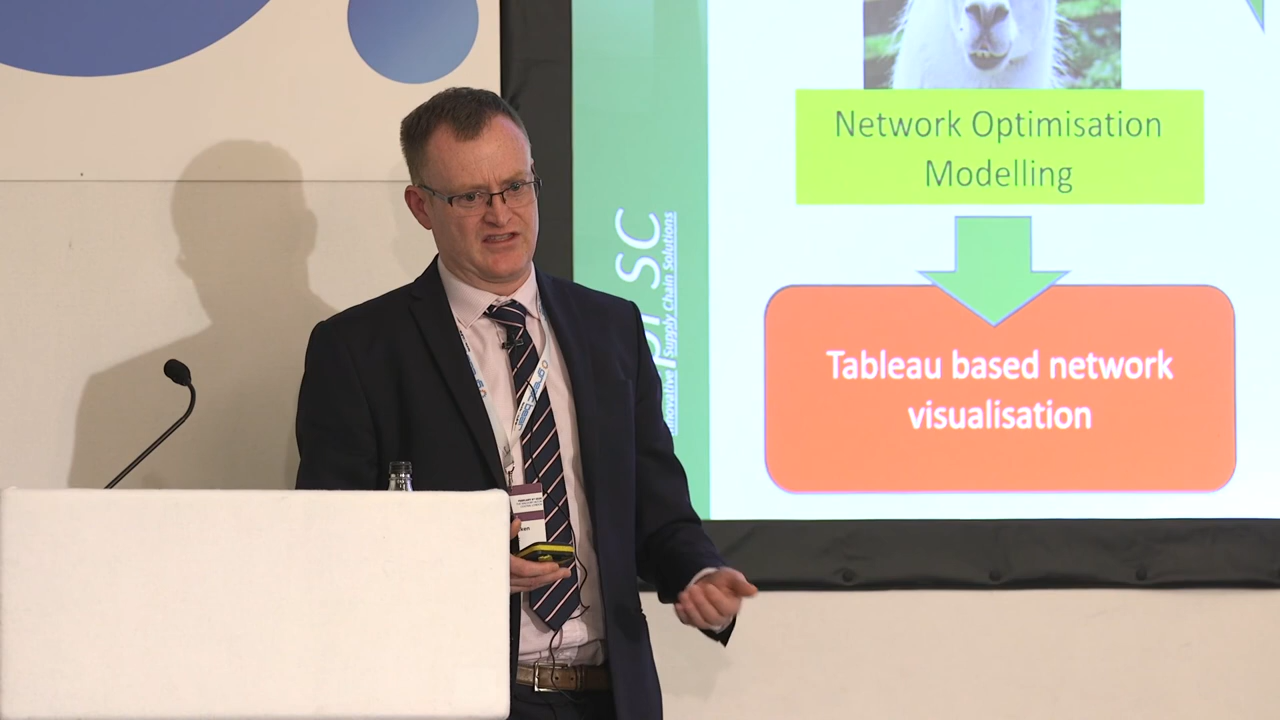 Network Optimisation
Modelling
Tableau based network
visualisation
SC
Innovative Supply Chain Solutions